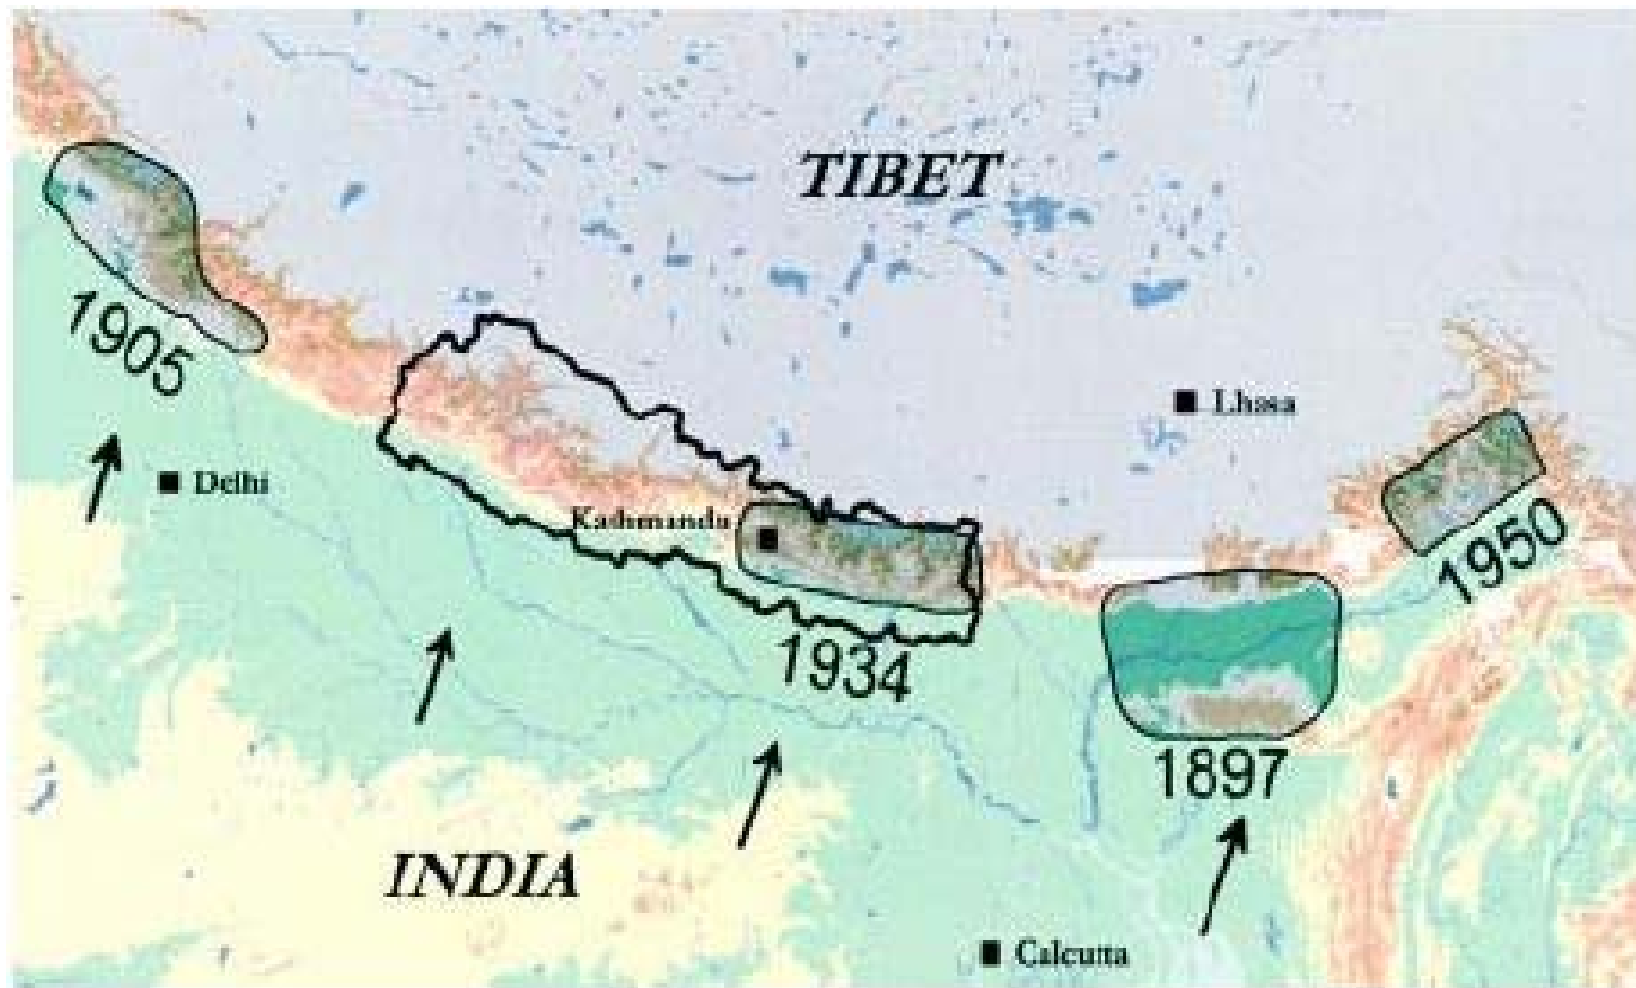 TIBET
1905
Lhasa
Delhi
Kathmandu
1950
1934
1897
INDIA
Calcutta